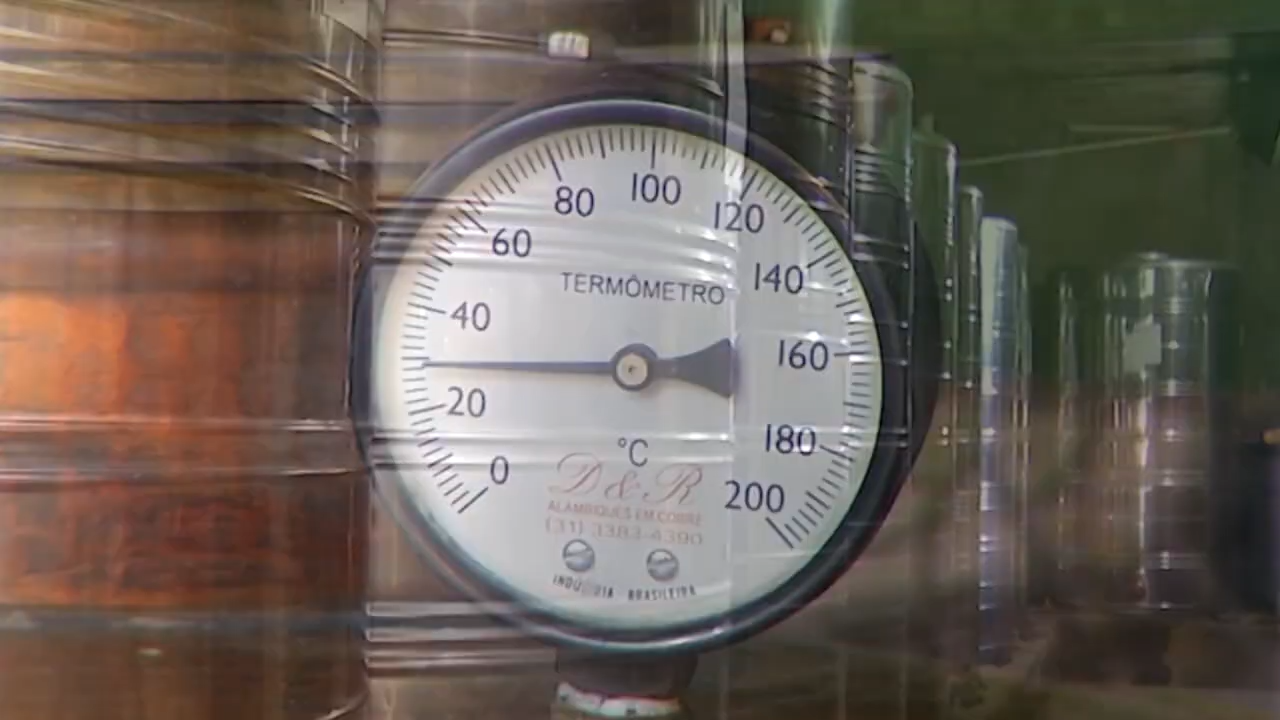 100
80
120
60
140
TERMÔMETRO
40
160
20
°C
180
0
D & R
200
ALAMBIQUES EM COBRE
(31) 3383-4390
INDÚSTRIA BRASILEIRA